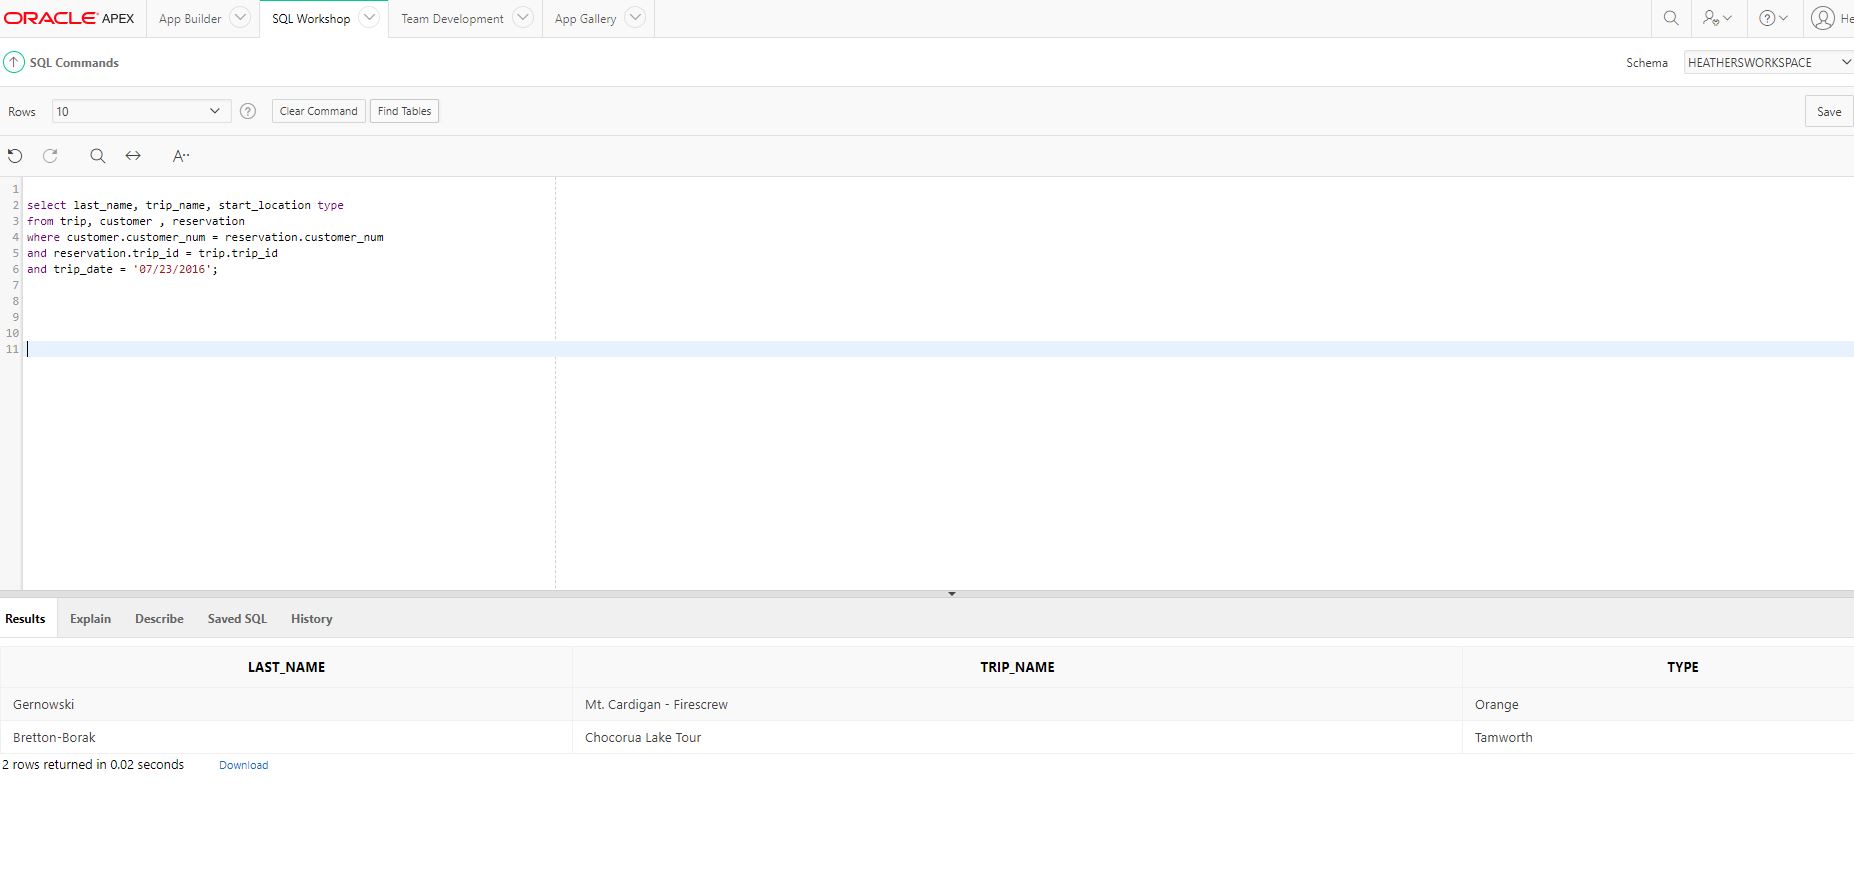 ORACLE APEX App Builder SQL Workshop Team Development App Gallery He
SQL Commands Schema HEATHERSWORKSPACE
Rows 10 Clear Command Find Tables Save
A
1
2 select last_name, trip_name, start_location type
3 from trip, customer , reservation
4 where customer.customer_num = reservation.customer_num
5 and reservation.trip_id = trip.trip_id
6 and trip_date = '07/23/2016';
7
8
9
10
11
Results Explain Describe Saved SQL History
LAST_NAME TRIP_NAME TYPE
Gernowski Mt. Cardigan - Firescrew Orange
Bretton-Borak Chocorua Lake Tour Tamworth
2 rows returned in 0.02 seconds Download